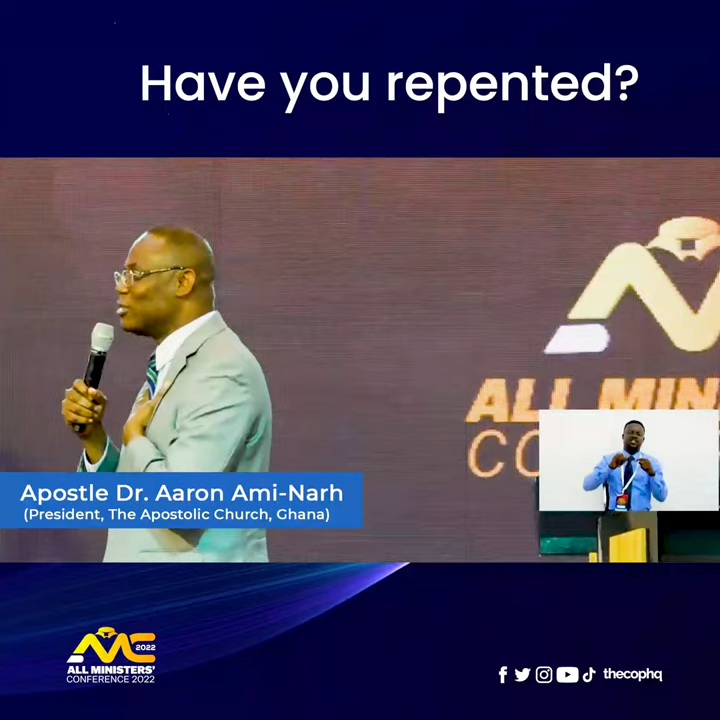 Have you repented?
ALL MIN
CO
Apostle Dr. Aaron Ami-Narh
(President, The Apostolic Church, Ghana)
AMC
2022
ALL MINISTERS'
CONFERENCE 2022
thecophq